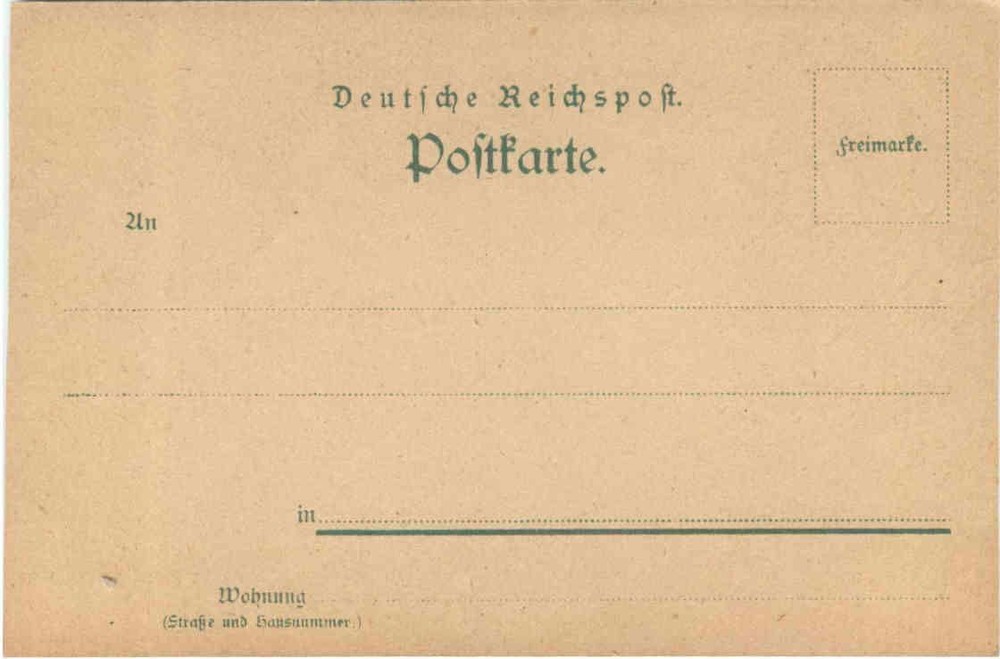 Deutſche Reichspoſt.
Poſtkarte.
Freimarke.
An
in
Wohnung
(Straße und Hausnummer.)